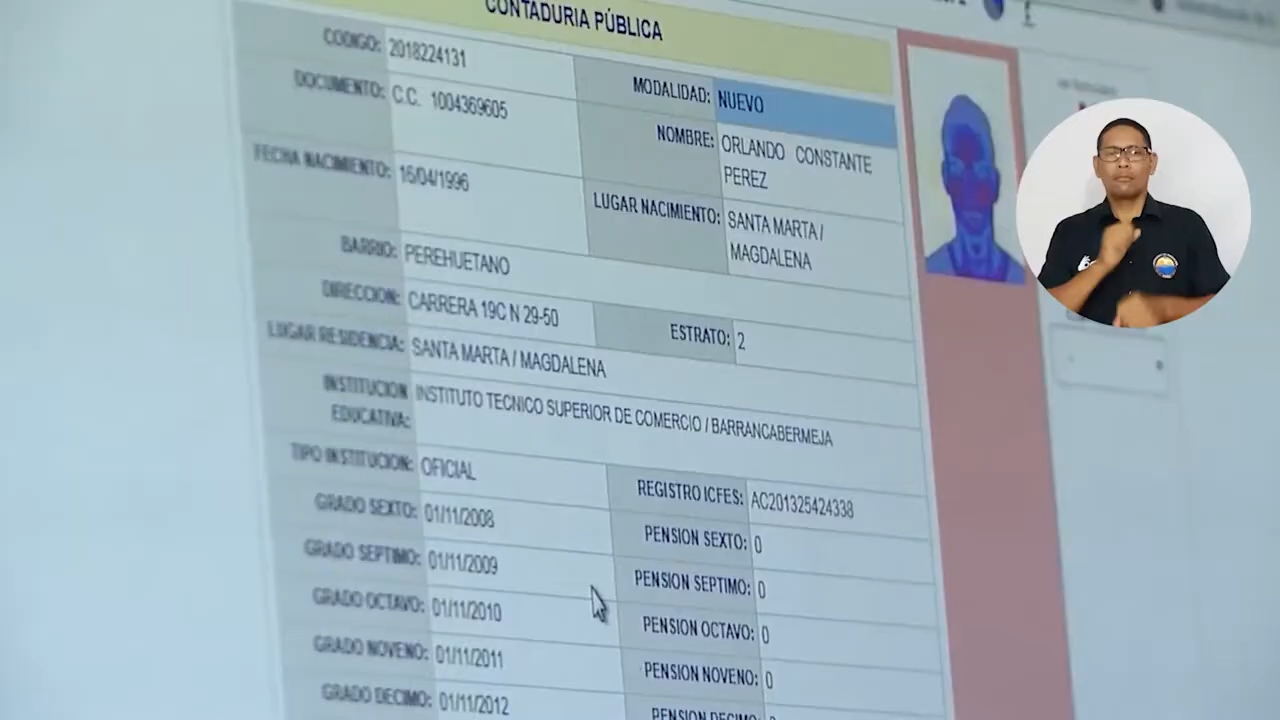 CONTADURIA PÚBLICA
CODIGO: 2018224131
MODALIDAD: NUEVO
DOCUMENTO: C.C. 1004369605
NOMBRE: ORLANDO CONSTANTE
PEREZ
FECHA NACIMIENTO: 15/04/1996
LUGAR NACIMIENTO: SANTA MARTA /
MAGDALENA
BARRIO: PEREHUETANO
DIRECCION: CARRERA 19C N 29-50
ESTRATO: 2
LUGAR RESIDENCIA: SANTA MARTA / MAGDALENA
INSTITUCION
EDUCATIVA:
INSTITUTO TECNICO SUPERIOR DE COMERCIO / BARRANCABERMEJA
TIPO INSTITUCION: OFICIAL
REGISTRO ICFES: AC201325424338
GRADO SEXTO: 01/11/2008
PENSION SEXTO: 0
GRADO SEPTIMO: 01/11/2009
PENSION SEPTIMO: 0
GRADO OCTAVO: 01/11/2010
PENSION OCTAVO: 0
GRADO NOVENO: 01/11/2011
PENSION NOVENO: 0
GRADO DECIMO: 01/11/2012
PENSION DECIMO: